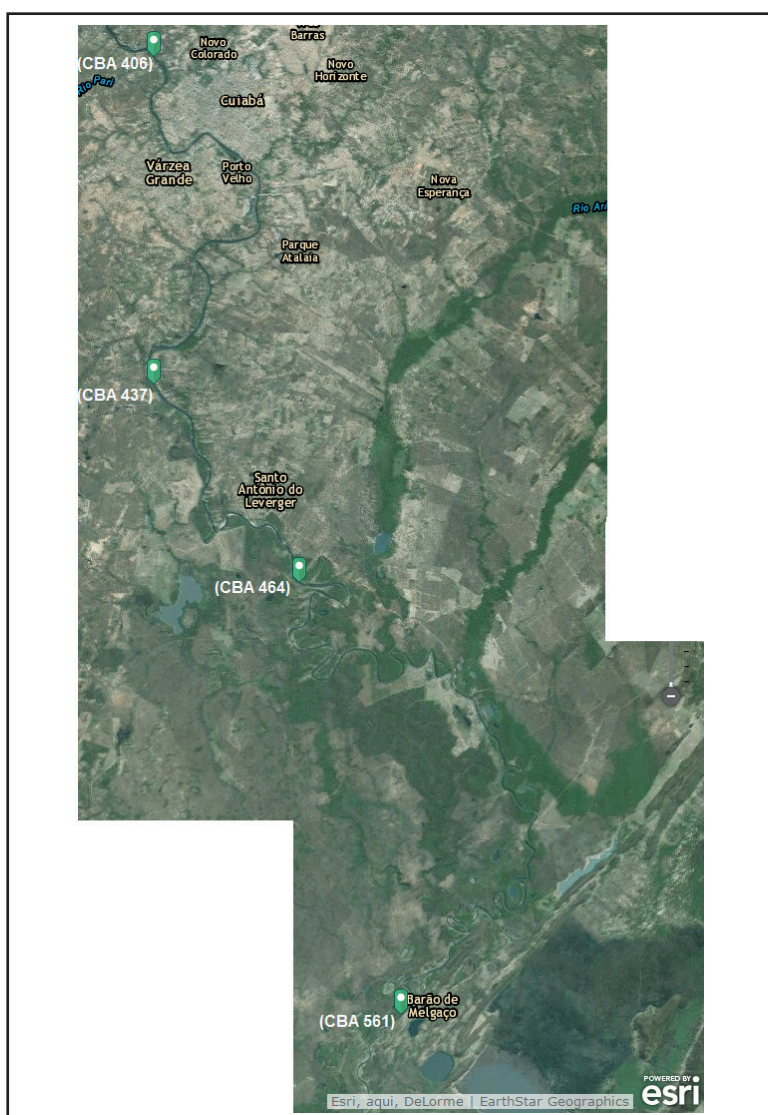 Barras
Novo
Colorado
(CBA 406)
Novo
Horizonte
Rio Pari
Cuiabá
Várzea
Grande
Porto
Velho
Nova
Esperança
Rio Ari
Parque
Atalaia
(CBA 437)
Santo
Antônio do
Leverger
(CBA 464)
Barão de
Melgaço
(CBA 561)
POWERED BY
esri
Esri, aqui, DeLorme | EarthStar Geographics